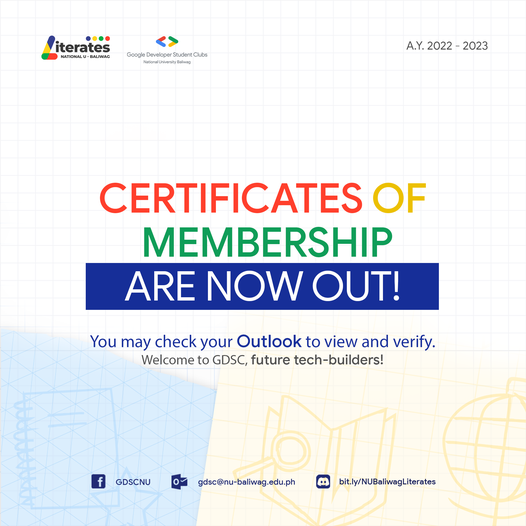 Literates
NATIONAL U - BALIWAG
Google Developer Student Clubs
National University Baliwag
A.Y. 2022 - 2023
CERTIFICATES OF
MEMBERSHIP
ARE NOW OUT!
You may check your Outlook to view and verify.
Welcome to GDSC, future tech-builders!
GDSCNU
gdsc@nu-baliwag.edu.ph
bit.ly/NUBaliwagLiterates